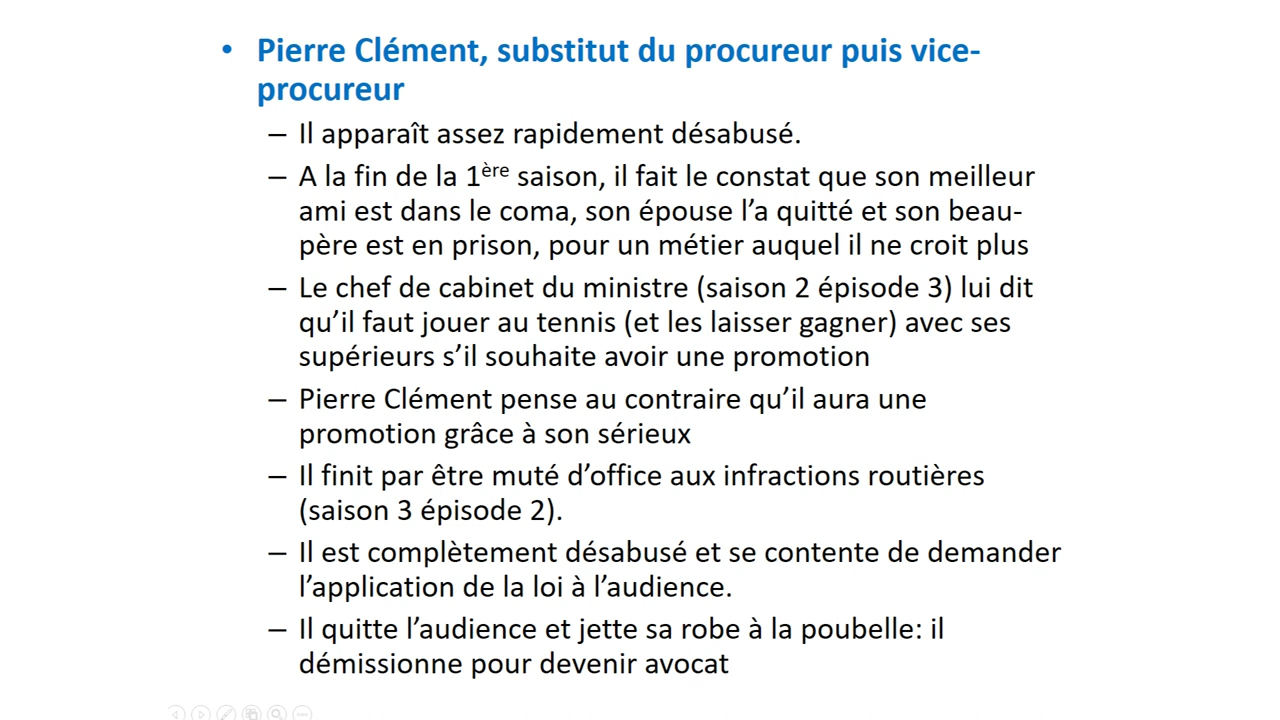 • Pierre Clément, substitut du procureur puis vice-
procureur
– Il apparaît assez rapidement désabusé.
– A la fin de la 1ère saison, il fait le constat que son meilleur
ami est dans le coma, son épouse l’a quitté et son beau-
père est en prison, pour un métier auquel il ne croit plus
– Le chef de cabinet du ministre (saison 2 épisode 3) lui dit
qu’il faut jouer au tennis (et les laisser gagner) avec ses
supérieurs s’il souhaite avoir une promotion
– Pierre Clément pense au contraire qu’il aura une
promotion grâce à son sérieux
– Il finit par être muté d’office aux infractions routières
(saison 3 épisode 2).
– Il est complètement désabusé et se contente de demander
l’application de la loi à l’audience.
– Il quitte l’audience et jette sa robe à la poubelle: il
démissionne pour devenir avocat